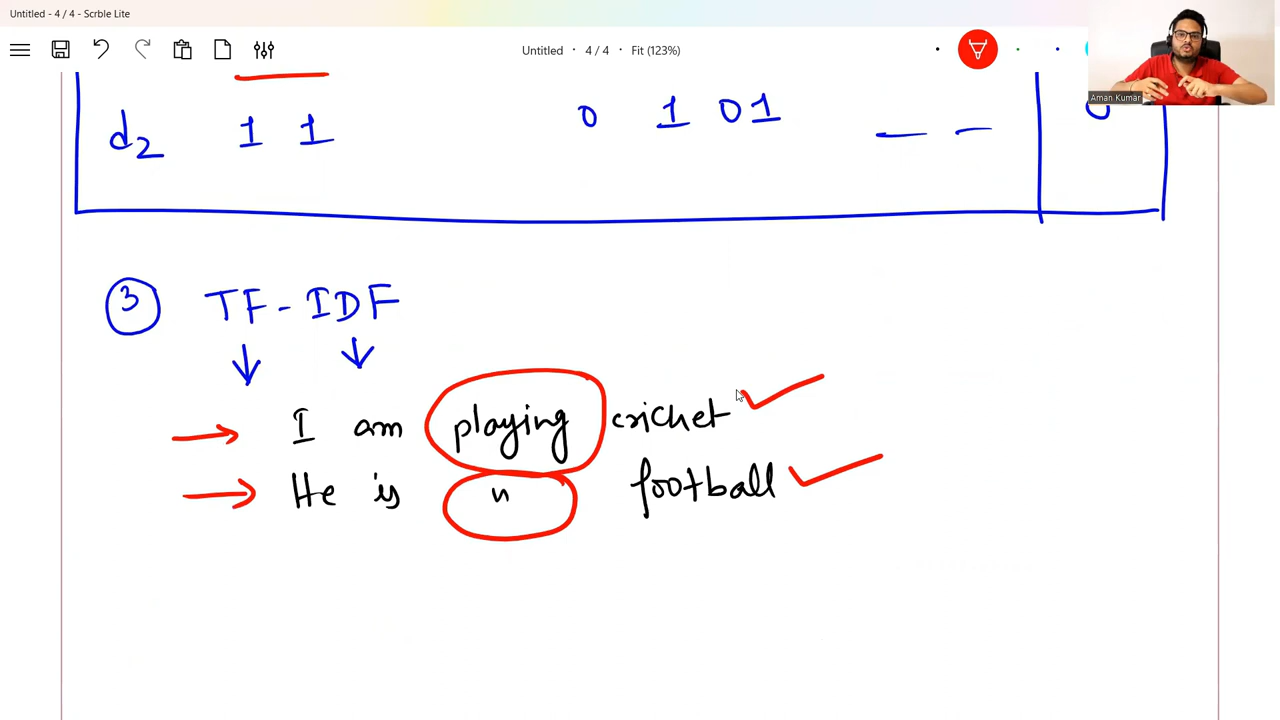 Untitled - 4 / 4 - Scrble Lite
Untitled • 4 / 4 • Fit (123%)
Aman Kumar
d2 1 1 0 1 0 1 — — 0
3 TF-IDF
I am playing cricket
He is " football